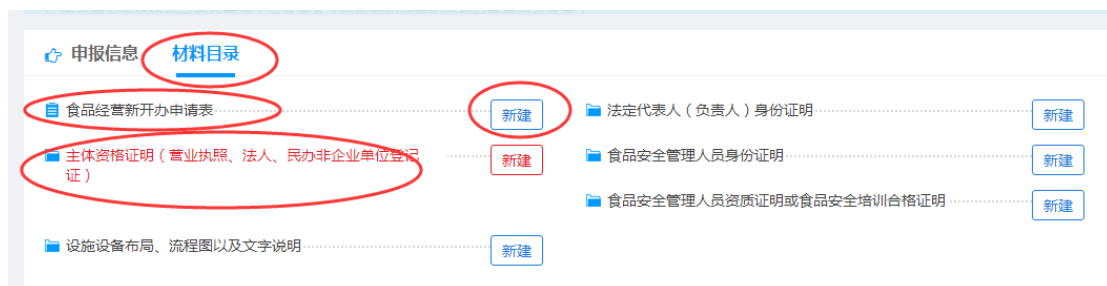 申报信息 材料目录
食品经营新开办申请表 新建
主体资格证明（营业执照、法人、民办非企业单位登记
证） 新建
设施设备布局、流程图以及文字说明 新建
法定代表人（负责人）身份证明 新建
食品安全管理人员身份证明 新建
食品安全管理人员资质证明或食品安全培训合格证明 新建